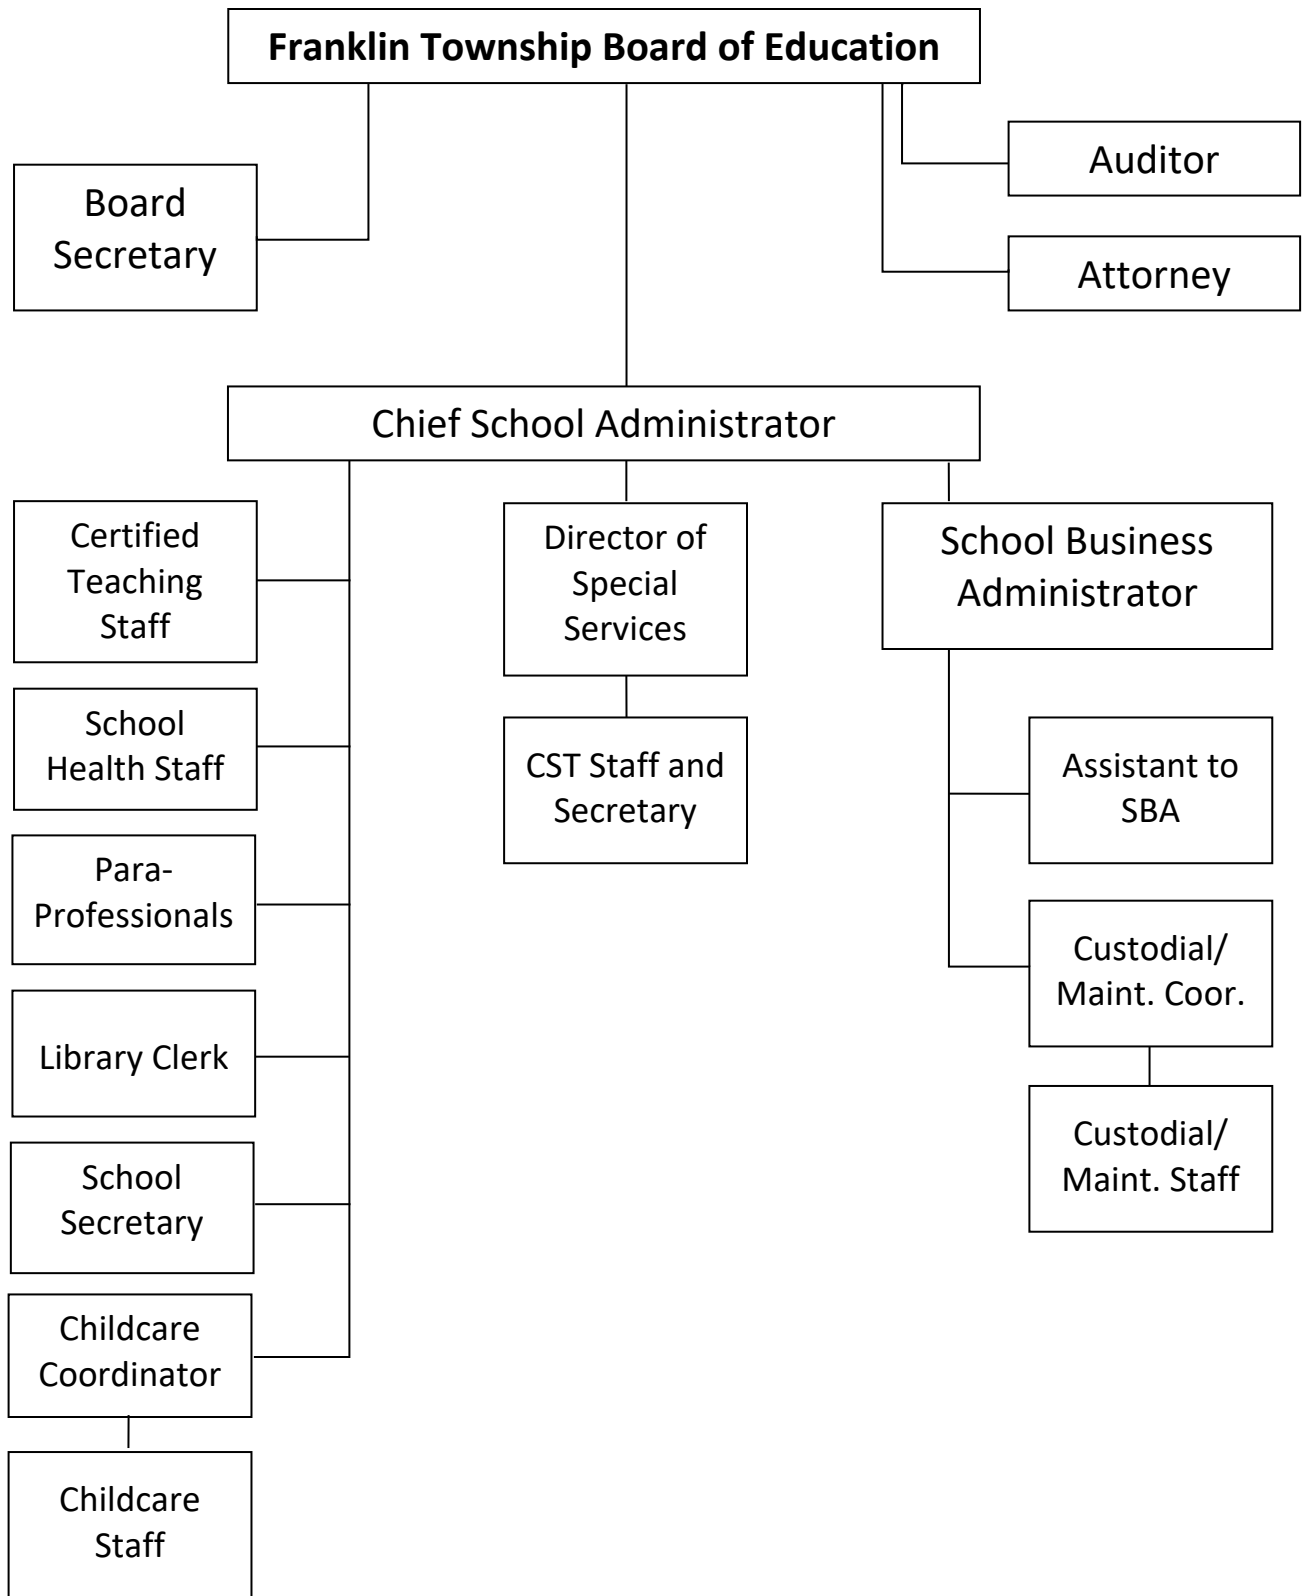 Franklin Township Board of Education
Auditor
Board
Secretary
Attorney
Chief School Administrator
Certified
Teaching
Staff
Director of
Special
Services
School Business
Administrator
School
Health Staff
CST Staff and
Secretary
Assistant to
SBA
Para-
Professionals
Custodial/
Maint. Coor.
Library Clerk
Custodial/
Maint. Staff
School
Secretary
Childcare
Coordinator
Childcare
Staff